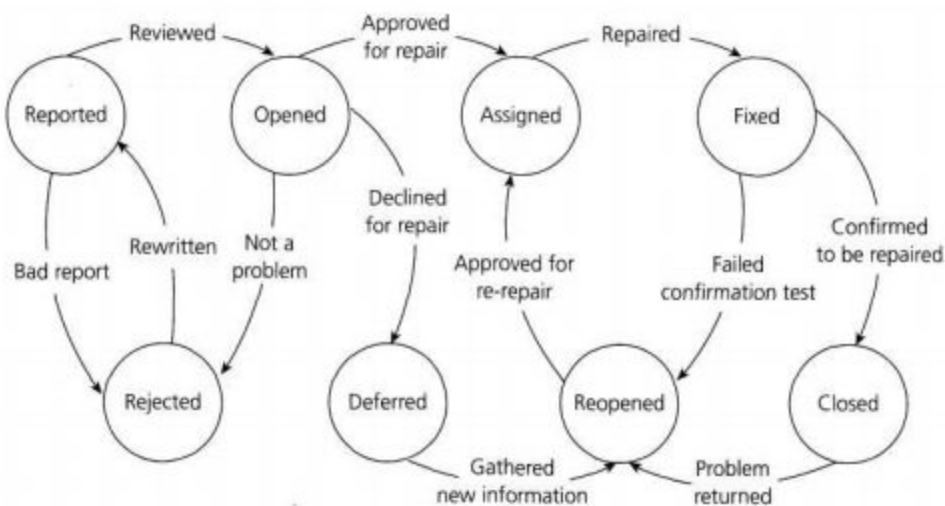 Reviewed
Approved
for repair
Repaired
Reported
Opened
Assigned
Fixed
Declined
for repair
Bad report
Rewritten
Not a
problem
Approved for
re-repair
Failed
confirmation test
Confirmed
to be repaired
Rejected
Deferred
Reopened
Closed
Gathered
new information
Problem
returned